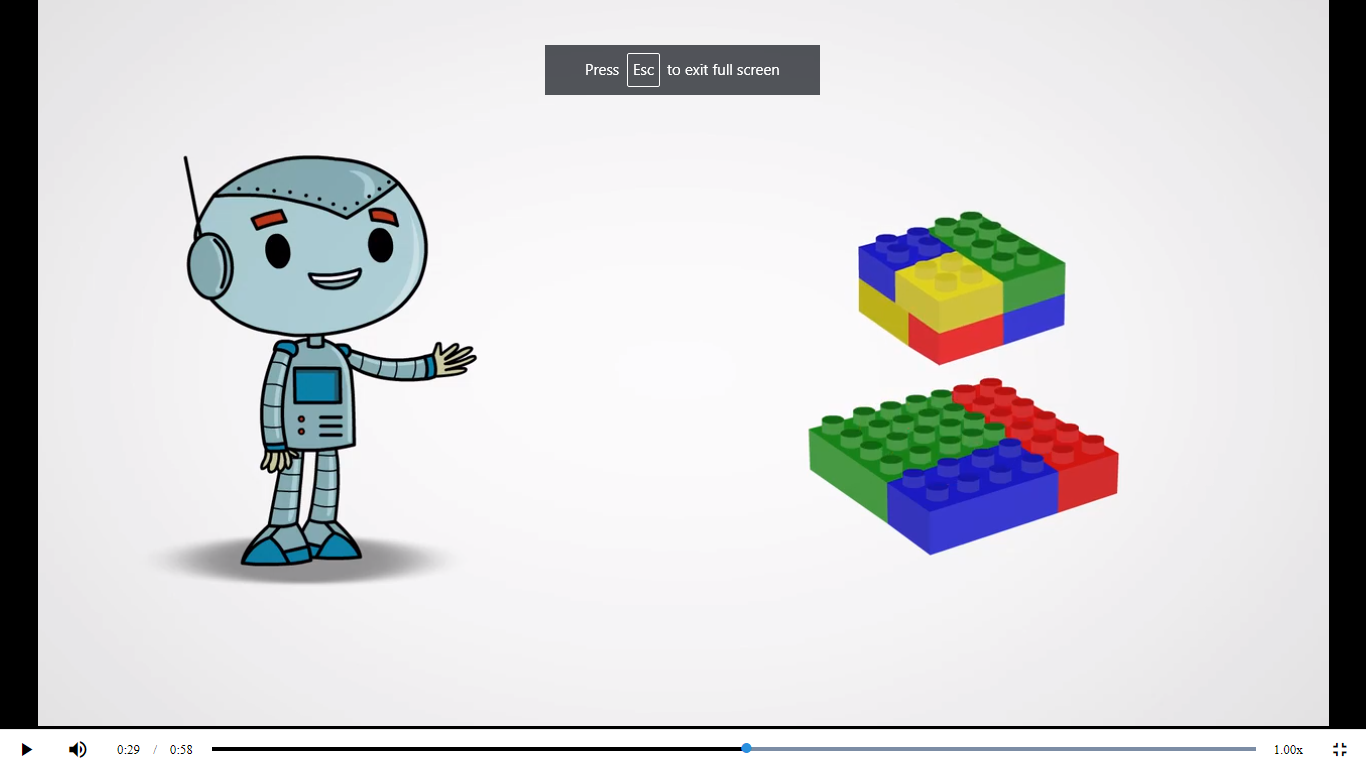 Press Esc to exit full screen
0:29 / 0:58 1.00x